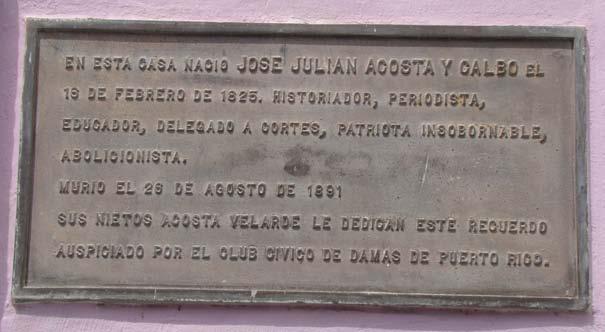 EN ESTA CASA NACIO JOSE JULIAN ACOSTA Y CALBO EL
16 DE FEBRERO DE 1825. HISTORIADOR, PERIODISTA,
EDUCADOR, DELEGADO A CORTES, PATRIOTA INSOBORNABLE,
ABOLICIONISTA.
MURIO EL 26 DE AGOSTO DE 1891
SUS NIETOS ACOSTA VELARDE LE DEDICAN ESTE RECUERDO
AUSPICIADO POR EL CLUB CIVICO DE DAMAS DE PUERTO RICO.